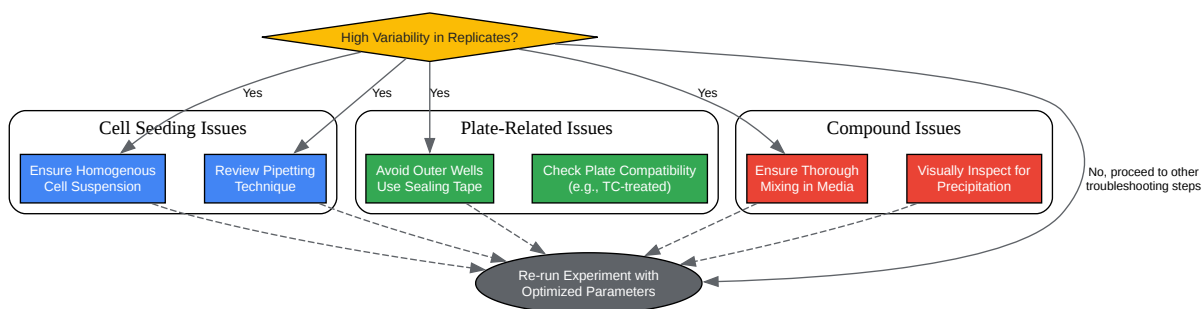 High Variability in Replicates?
Yes
Yes
Yes
Yes
Cell Seeding Issues
Plate-Related Issues
Compound Issues
Ensure Homogenous
Cell Suspension
Review Pipetting
Technique
Avoid Outer Wells
Use Sealing Tape
Check Plate Compatibility
(e.g., TC-treated)
Ensure Thorough
Mixing in Media
Visually Inspect for
Precipitation
No, proceed to other
troubleshooting steps
Re-run Experiment with
Optimized Parameters